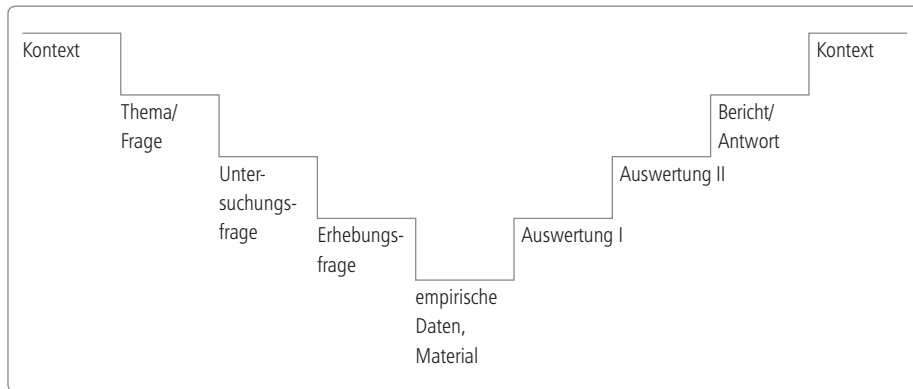 Kontext
Thema/
Frage
Unter-
suchungs-
frage
Erhebungs-
frage
empirische
Daten,
Material
Auswertung I
Auswertung II
Bericht/
Antwort
Kontext